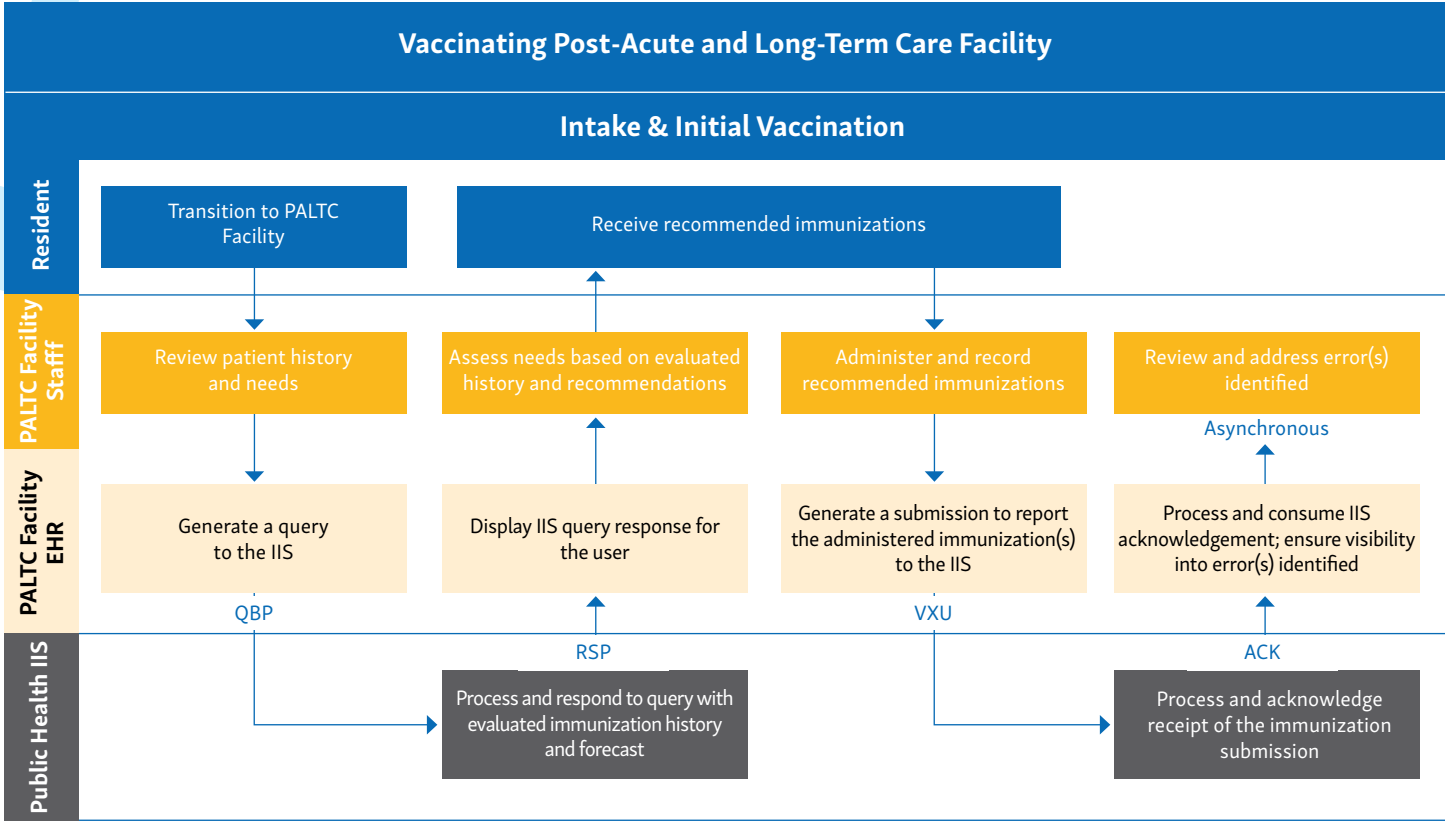 Vaccinating Post-Acute and Long-Term Care Facility
Intake & Initial Vaccination
Resident
Transition to PALTC
Facility
Receive recommended immunizations
PALTC Facility
Stafff
Review patient history
and needs
Assess needs based on evaluated
history and recommendations
Administer and record
recommended immunizations
Review and address error(s)
identified
Asynchronous
PALTC Facility
EHR
Generate a query
to the IIS
Display IIS query response for
the user
Generate a submission to report
the administered immunization(s)
to the IIS
Process and consume IIS
acknowledgement; ensure visibility
into error(s) identified
QBP
VXU
Public Health IIS
RSP
ACK
Process and respond to query with
evaluated immunization history
and forecast
Process and acknowledge
receipt of the immunization
submission